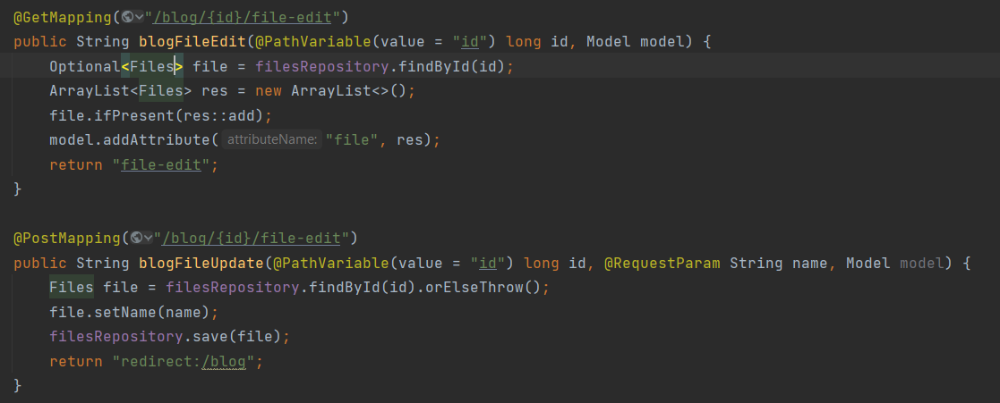 @GetMapping("/blog/{id}/file-edit")
public String blogFileEdit(@PathVariable(value = "id") long id, Model model) {
    Optional<Files> file = filesRepository.findById(id);
    ArrayList<Files> res = new ArrayList<>();
    file.ifPresent(res::add);
    model.addAttribute( attributeName: "file", res);
    return "file-edit";
}

@PostMapping("/blog/{id}/file-edit")
public String blogFileUpdate(@PathVariable(value = "id") long id, @RequestParam String name, Model model) {
    Files file = filesRepository.findById(id).orElseThrow();
    file.setName(name);
    filesRepository.save(file);
    return "redirect:/blog";
}